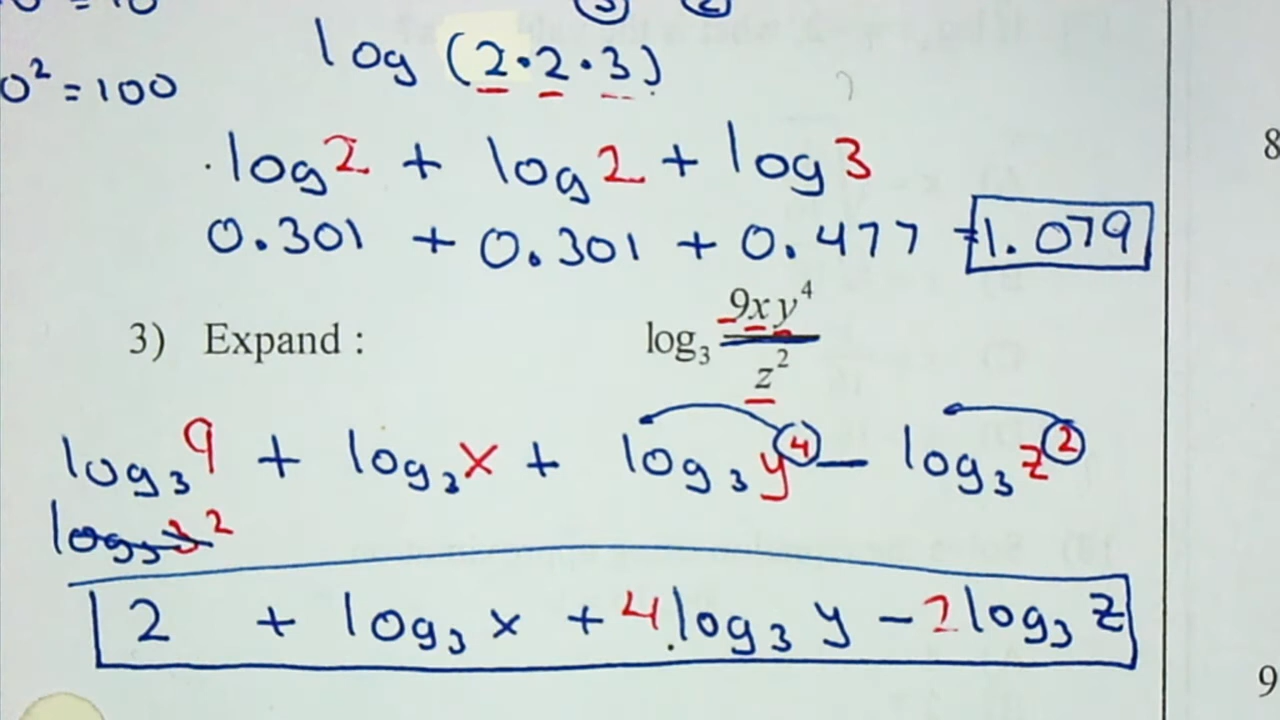 log (2·2·3)
0² = 100
log 2 + log 2 + log 3
0.301 + 0.301 + 0.477 = 1.079
3) Expand : log₃ 9xy⁴ / z²
log₃ 9 + log₃ x + log₃ y⁴ – log₃ z²
log₃ 3²
2 + log₃ x + 4 log₃ y – 2 log₃ z
8
9